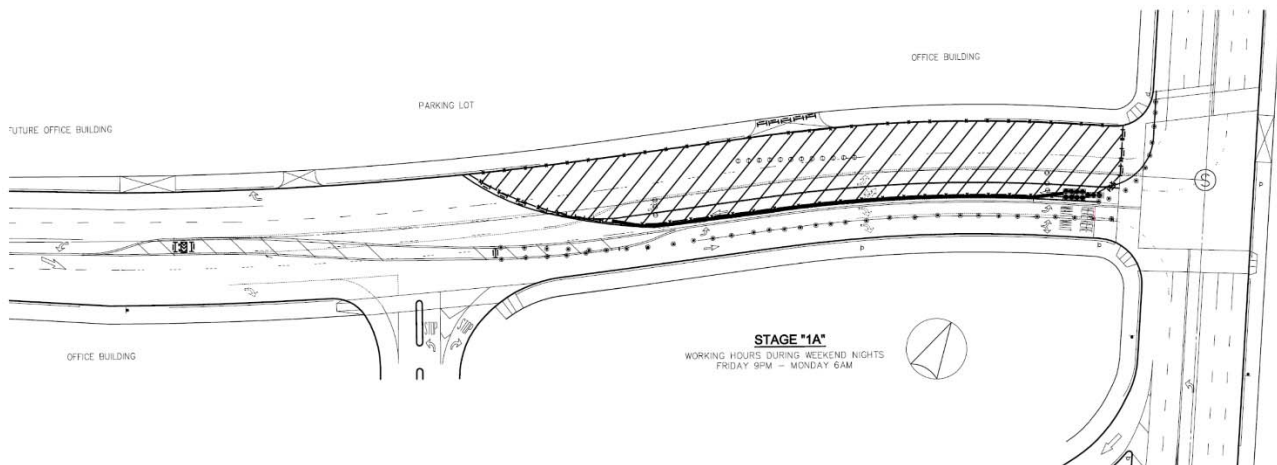 OFFICE BUILDING
PARKING LOT
FUTURE OFFICE BUILDING
S
STOP
STOP
OFFICE BUILDING
STAGE "1A"
WORKING HOURS DURING WEEKEND NIGHTS
FRIDAY 9PM – MONDAY 6AM